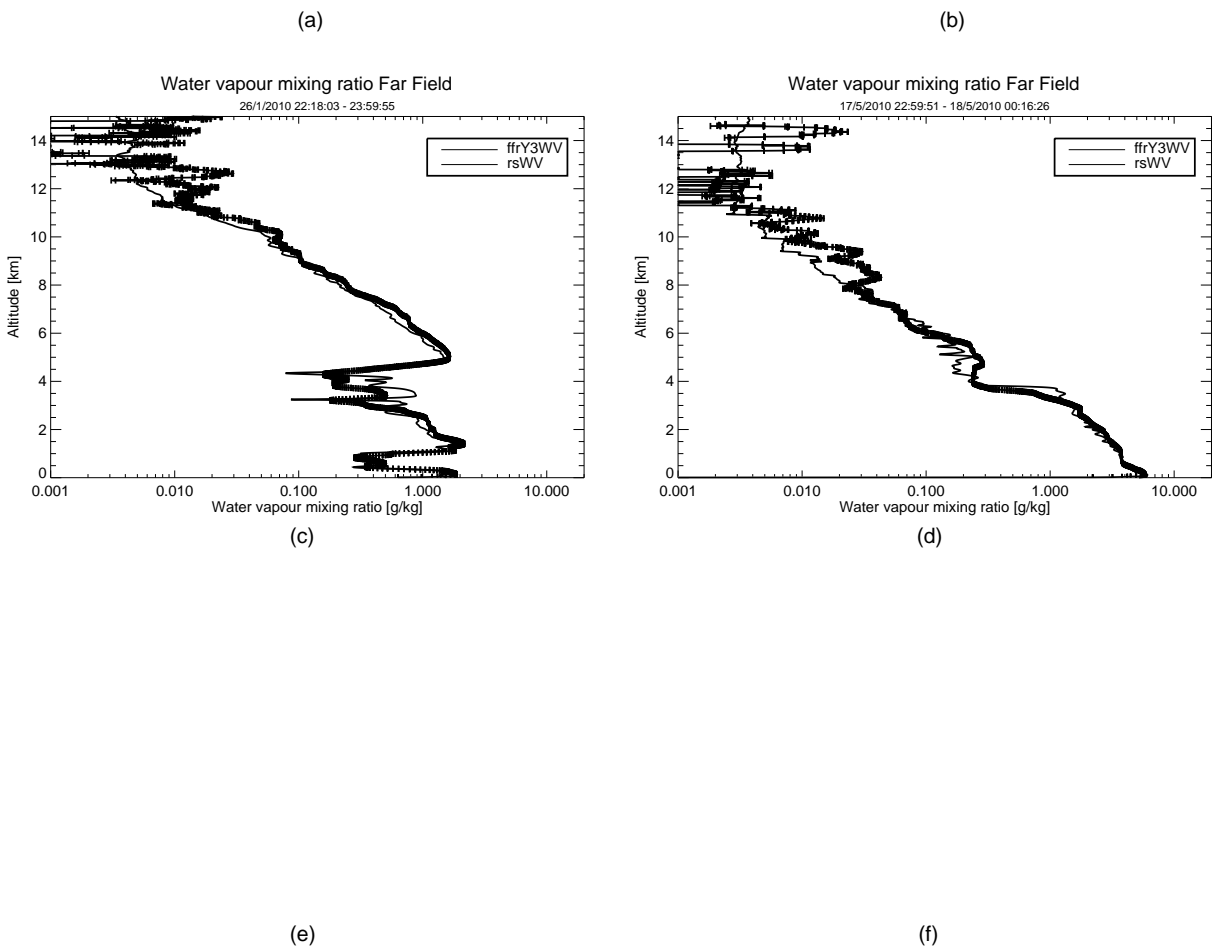 (a)
(b)
Water vapour mixing ratio Far Field
26/1/2010 22:18:03 - 23:59:55
ffrY3WV
rsWV
Altitude [km]
14
12
10
8
6
4
2
0
0.001
0.010
0.100
1.000
10.000
Water vapour mixing ratio [g/kg]
(c)
Water vapour mixing ratio Far Field
17/5/2010 22:59:51 - 18/5/2010 00:16:26
ffrY3WV
rsWV
Altitude [km]
14
12
10
8
6
4
2
0
0.001
0.010
0.100
1.000
10.000
Water vapour mixing ratio [g/kg]
(d)
(e)
(f)